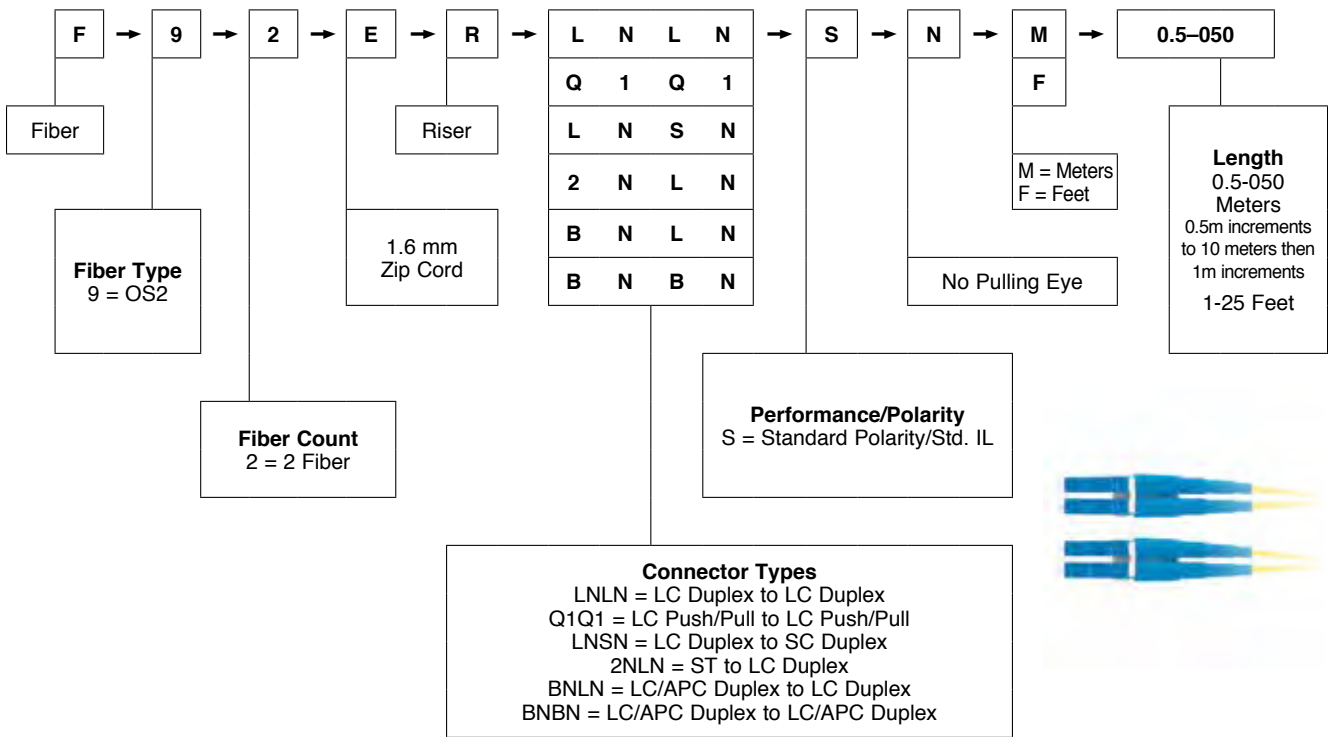 F → 9 → 2 → E → R → L N L N → S → N → M → 0.5–050
Q 1 Q 1
F
L N S N
2 N L N
B N L N
B N B N
Fiber
Riser
M = Meters
F = Feet
Length
0.5-050
Meters
0.5m increments
to 10 meters then
1m increments
1-25 Feet
Fiber Type
9 = OS2
1.6 mm
Zip Cord
No Pulling Eye
Fiber Count
2 = 2 Fiber
Performance/Polarity
S = Standard Polarity/Std. IL
Connector Types
LNLN = LC Duplex to LC Duplex
Q1Q1 = LC Push/Pull to LC Push/Pull
LNSN = LC Duplex to SC Duplex
2NLN = ST to LC Duplex
BNLN = LC/APC Duplex to LC Duplex
BNBN = LC/APC Duplex to LC/APC Duplex